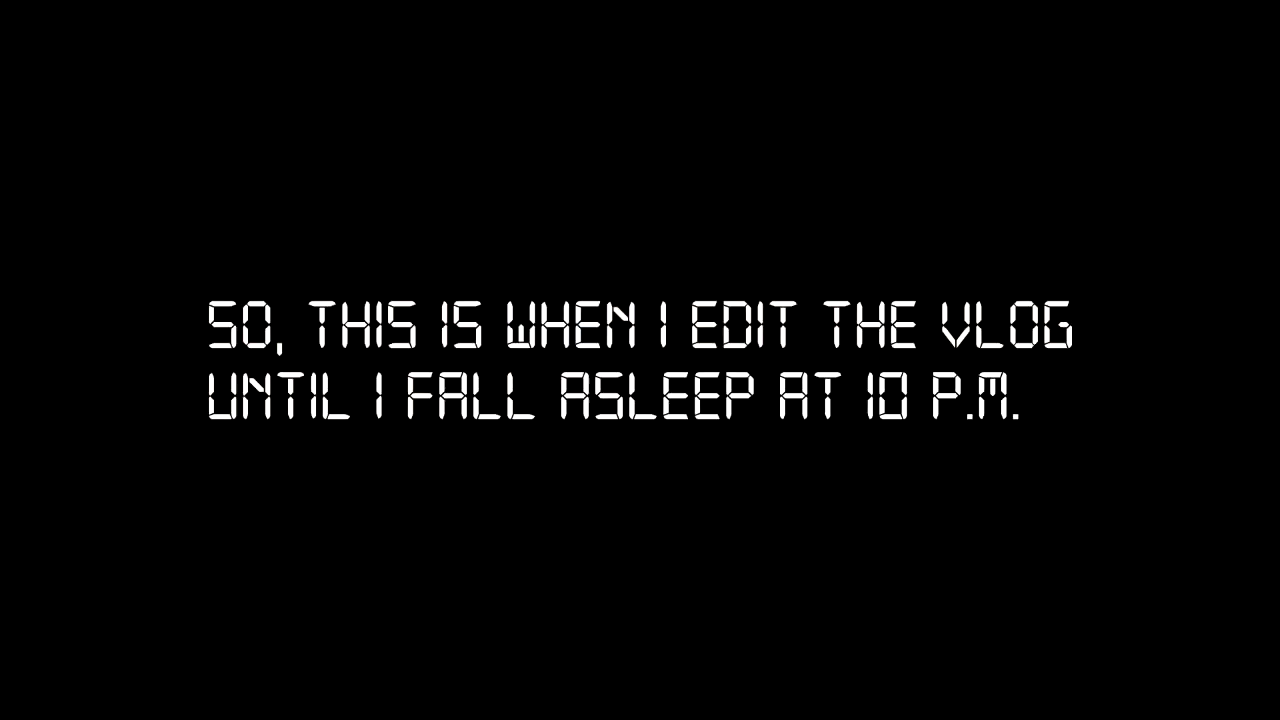 SO, THIS IS WHEN I EDIT THE VLOG
UNTIL I FALL ASLEEP AT 10 P.M.